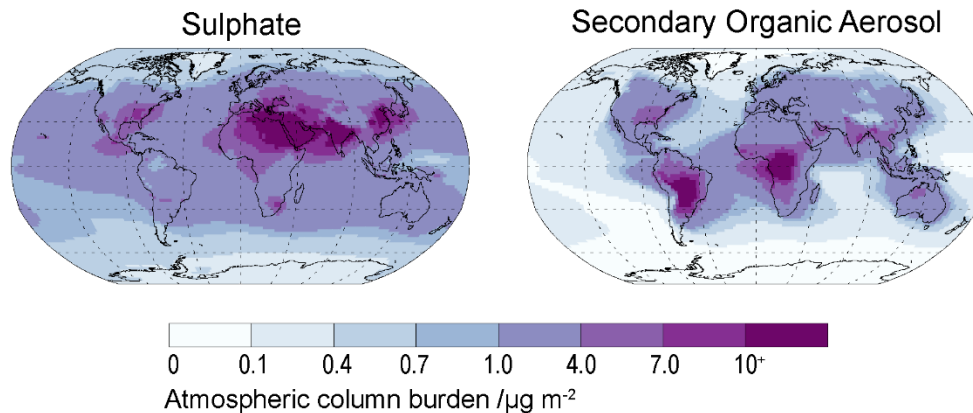 Sulphate
Secondary Organic Aerosol
0 0.1 0.4 0.7 1.0 4.0 7.0 10⁺
Atmospheric column burden /µg m⁻²